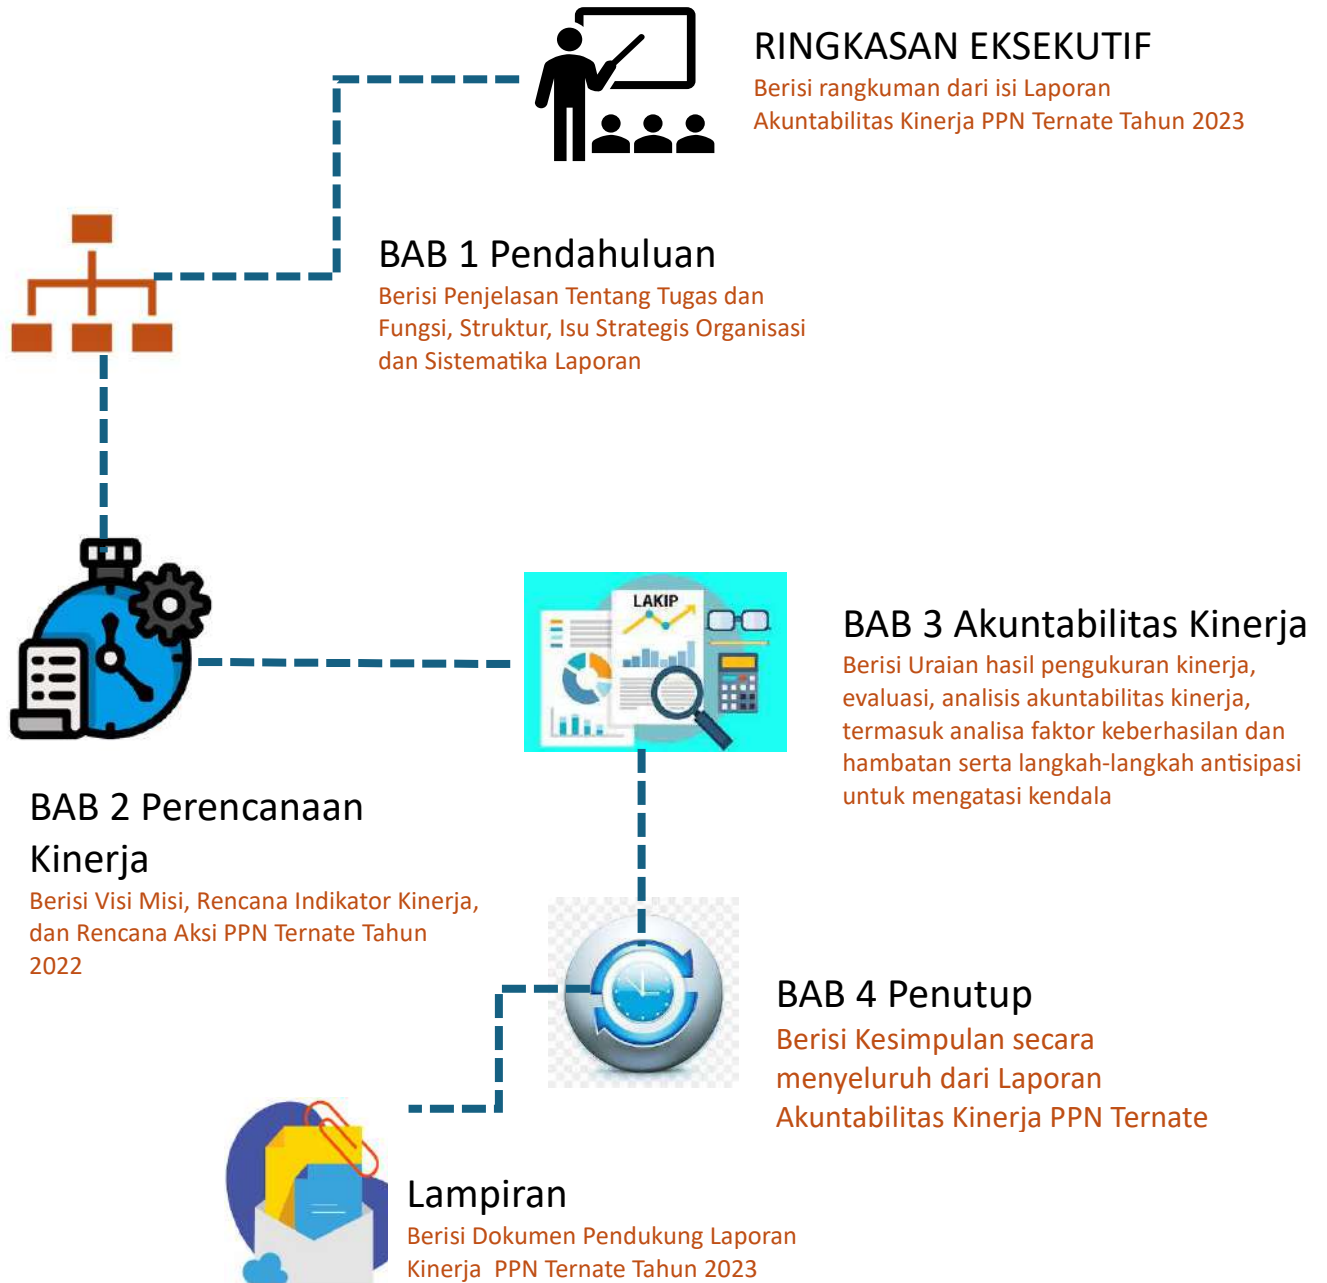 RINGKASAN EKSEKUTIF
Berisi rangkuman dari isi Laporan
Akuntabilitas Kinerja PPN Ternate Tahun 2023
BAB 1 Pendahuluan
Berisi Penjelasan Tentang Tugas dan
Fungsi, Struktur, Isu Strategis Organisasi
dan Sistematika Laporan
BAB 2 Perencanaan
Kinerja
Berisi Visi Misi, Rencana Indikator Kinerja,
dan Rencana Aksi PPN Ternate Tahun
2022
LAKIP
BAB 3 Akuntabilitas Kinerja
Berisi Uraian hasil pengukuran kinerja,
evaluasi, analisis akuntabilitas kinerja,
termasuk analisa faktor keberhasilan dan
hambatan serta langkah-langkah antisipasi
untuk mengatasi kendala
BAB 4 Penutup
Berisi Kesimpulan secara
menyeluruh dari Laporan
Akuntabilitas Kinerja PPN Ternate
Lampiran
Berisi Dokumen Pendukung Laporan
Kinerja  PPN Ternate Tahun 2023